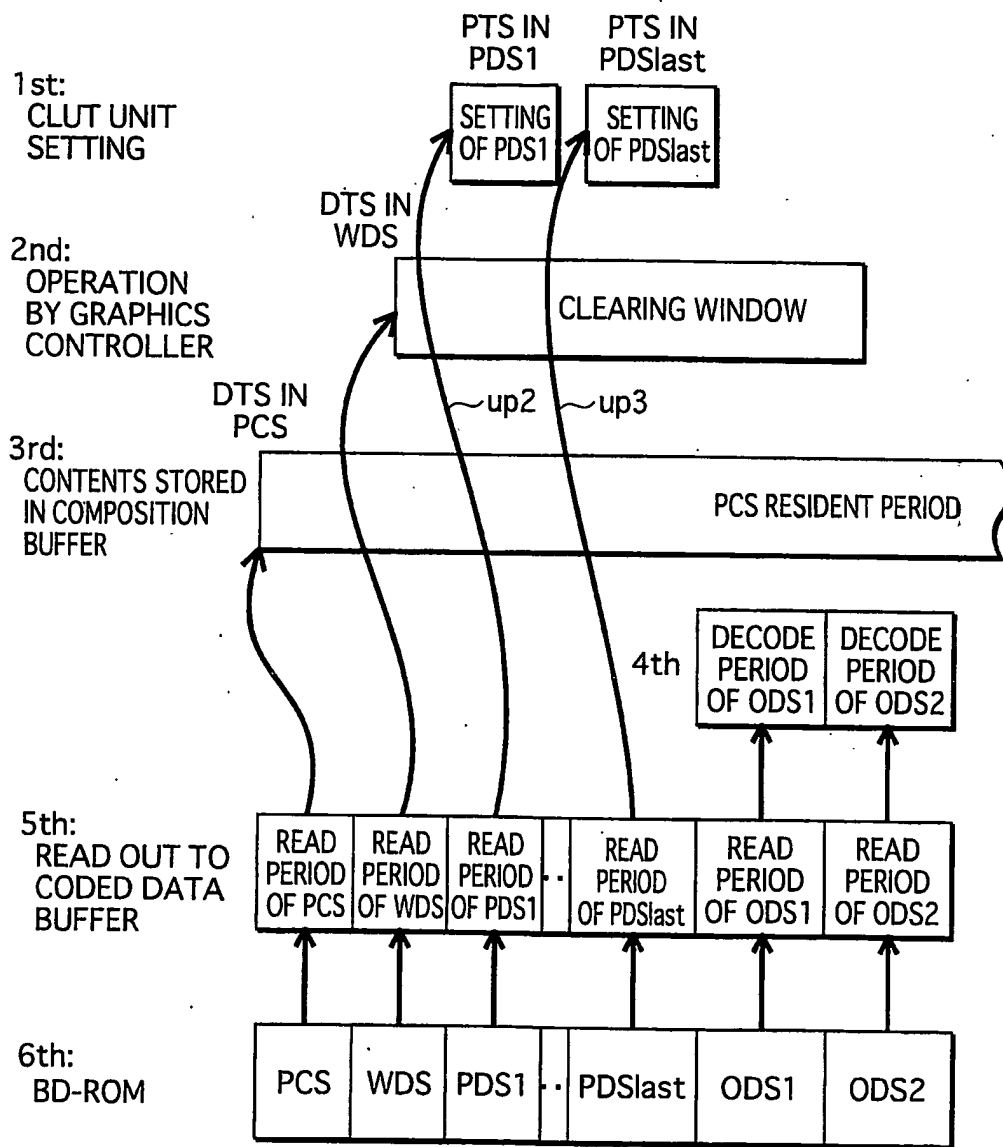 PTS IN
PDS1
PTS IN
PDSlast
1st:
CLUT UNIT
SETTING
SETTING
OF PDS1
SETTING
OF PDSlast
DTS IN
WDS
2nd:
OPERATION
BY GRAPHICS
CONTROLLER
CLEARING WINDOW
up2
up3
DTS IN
PCS
3rd:
CONTENTS STORED
IN COMPOSITION
BUFFER
PCS RESIDENT PERIOD
4th
DECODE
PERIOD
OF ODS1
DECODE
PERIOD
OF ODS2
5th:
READ OUT TO
CODED DATA
BUFFER
READ
PERIOD
OF PCS
READ
PERIOD
OF WDS
READ
PERIOD
OF PDS1
··
READ
PERIOD
OF PDSlast
READ
PERIOD
OF ODS1
READ
PERIOD
OF ODS2
6th:
BD-ROM
PCS
WDS
PDS1
··
PDSlast
ODS1
ODS2